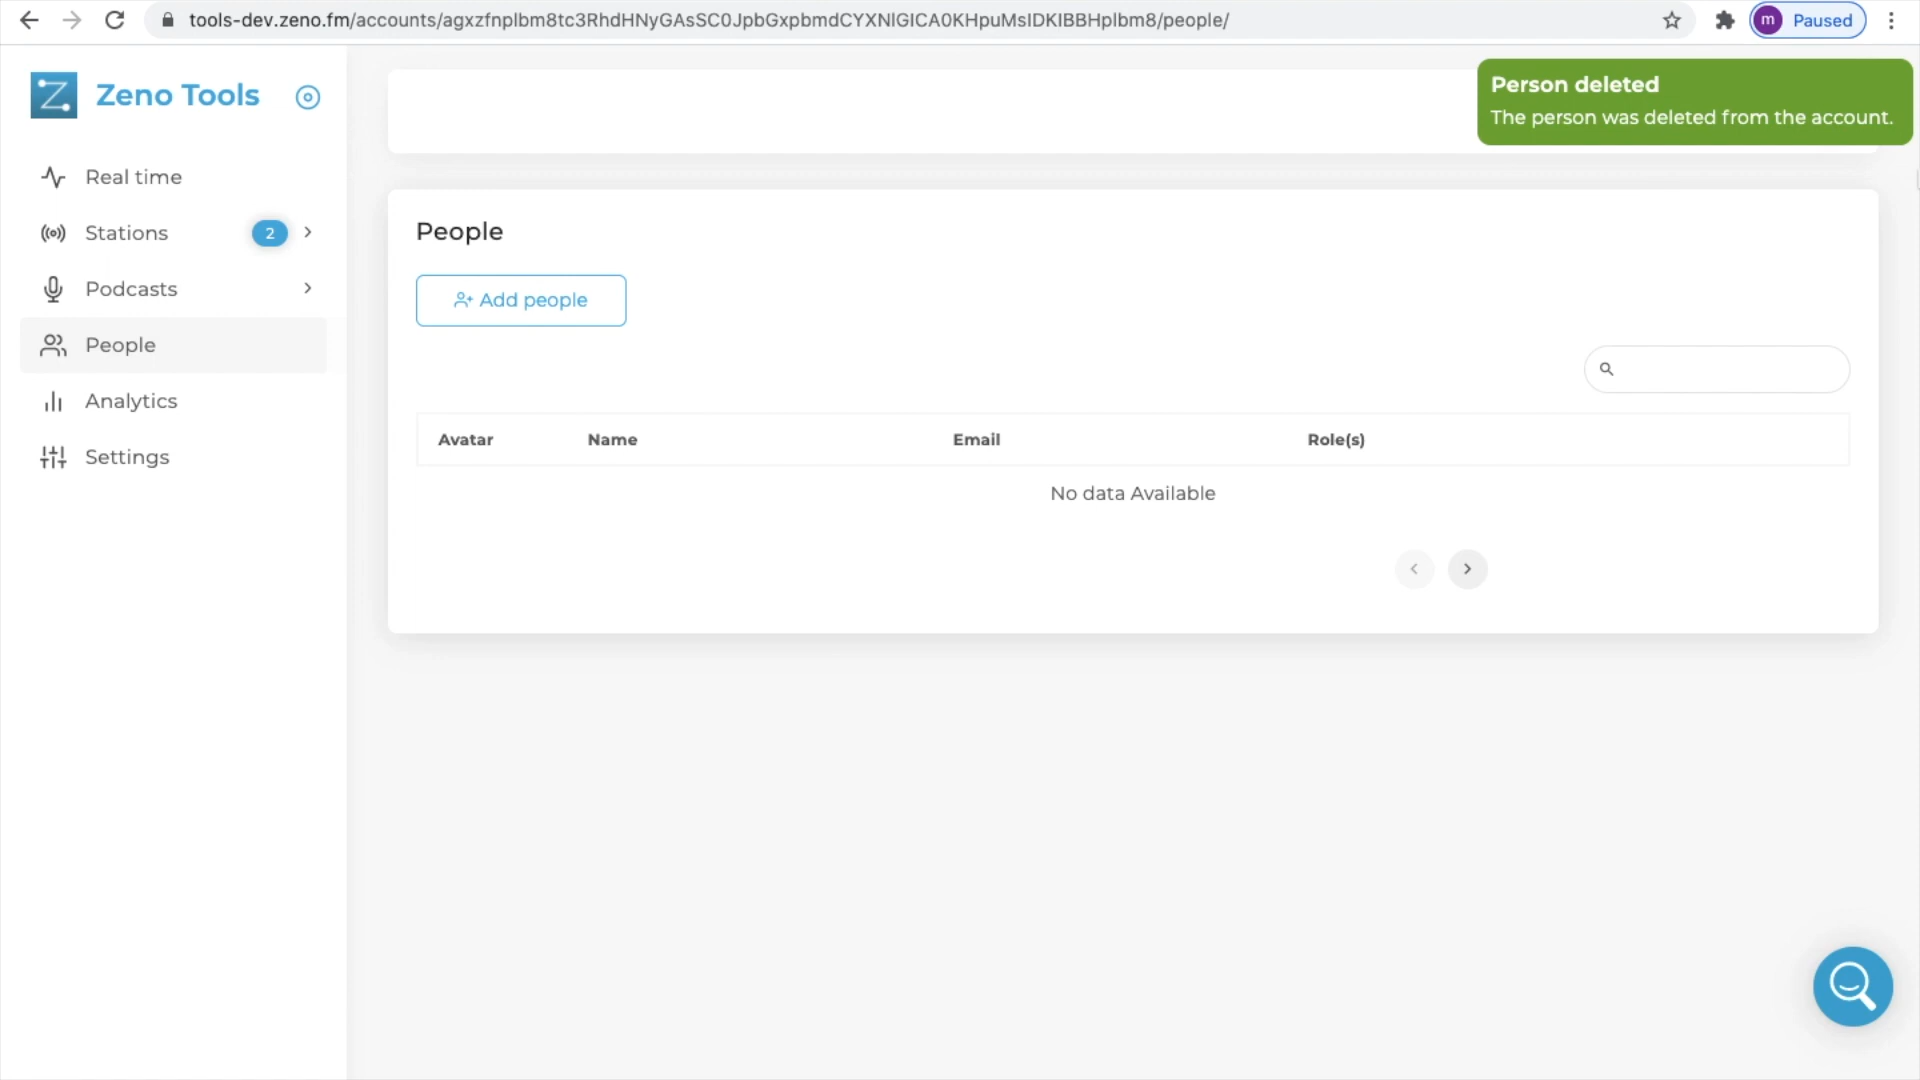 tools-dev.zeno.fm/accounts/agxzfnplbm8tc3RhdHNyGAsSC0JpbGxpbmdCYXNlGICA0KHpuMsIDKIBBHplbm8/people/
m
Paused
Zeno Tools
Person deleted
The person was deleted from the account.
Real time
Stations
2
Podcasts
People
Analytics
Settings
People
Add people
Avatar
Name
Email
Role(s)
No data Available